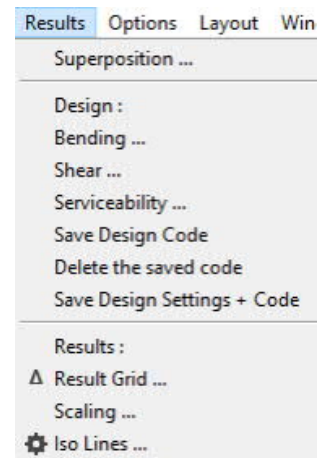 Results Options Layout
Superposition ...
Design :
Bending ...
Shear ...
Serviceability ...
Save Design Code
Delete the saved code
Save Design Settings + Code
Results :
Δ Result Grid ...
Scaling ...
Iso Lines ...